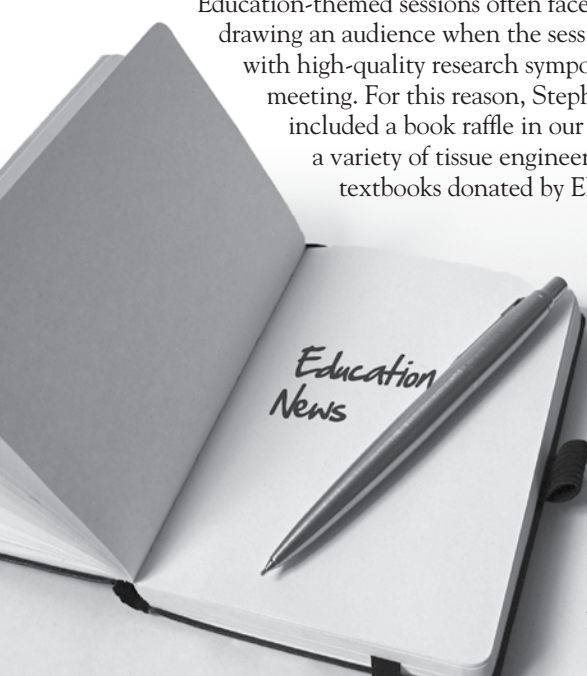 Education-themed sessions often face
drawing an audience when the sess
with high-quality research sympo
meeting. For this reason, Steph
included a book raffle in our
a variety of tissue engineer
textbooks donated by El
Education
News